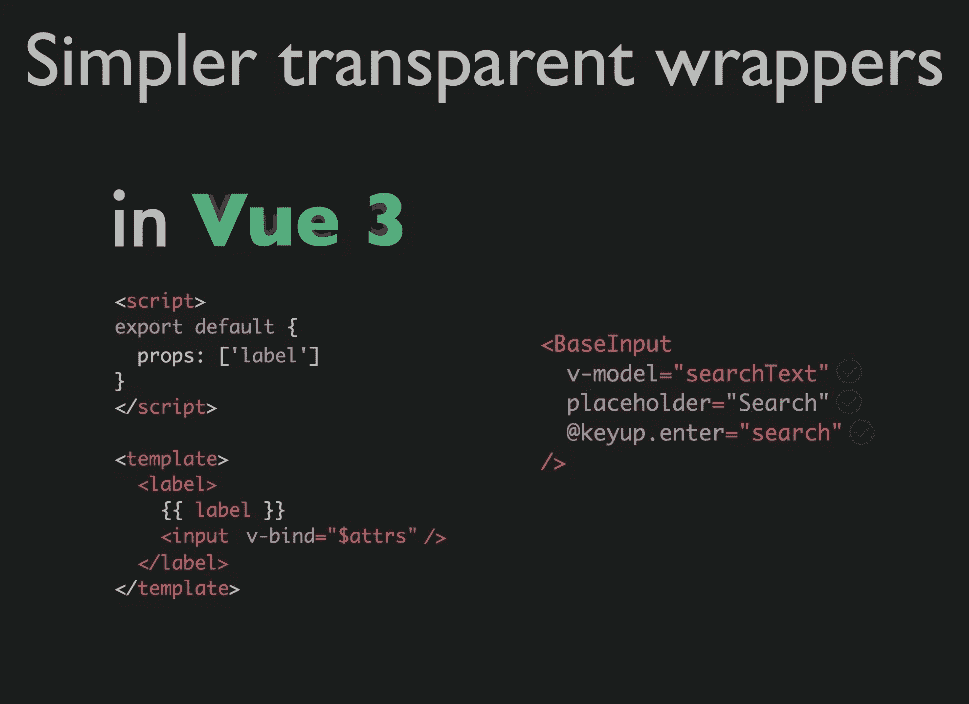 Simpler transparent wrappers
in Vue 3
<script>
export default {
  props: ['label']
}
</script>
<template>
  <label>
    {{ label }}
    <input v-bind="$attrs" />
  </label>
</template>
<BaseInput
  v-model="searchText"
  placeholder="Search"
  @keyup.enter="search"
/>